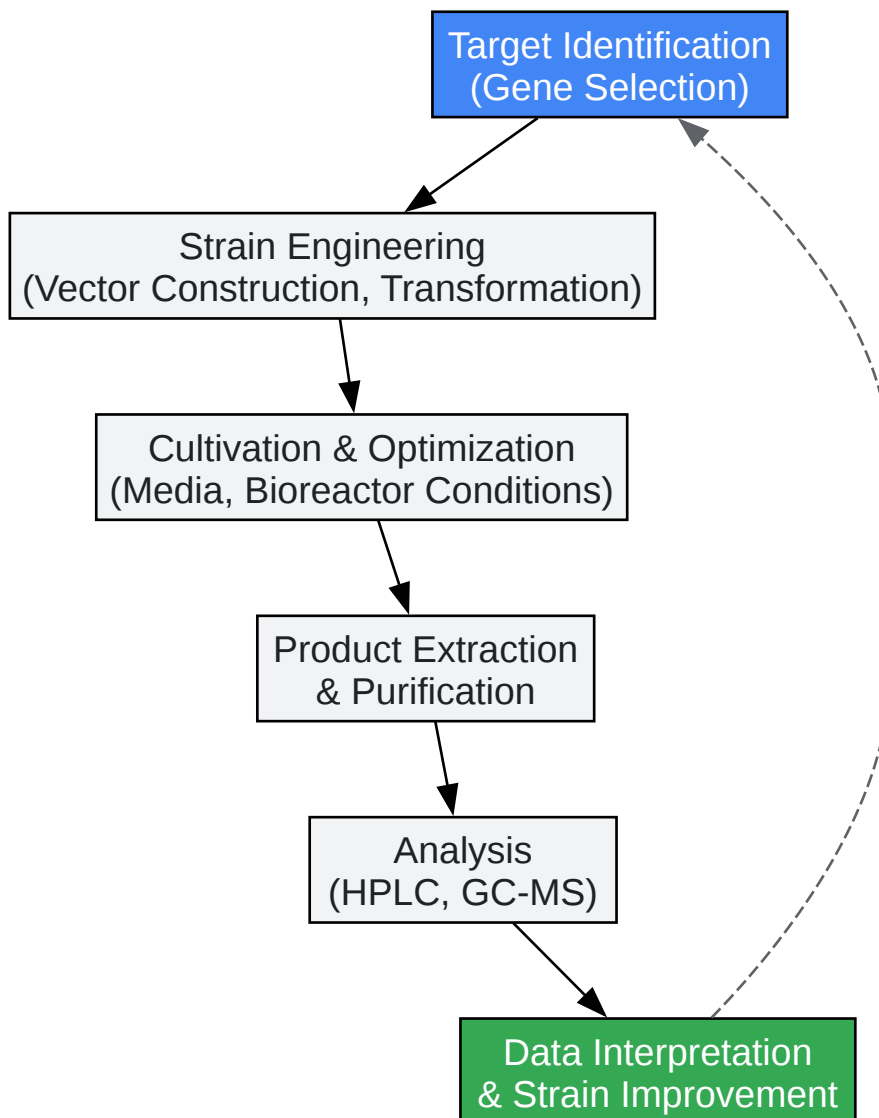 Target Identification
(Gene Selection)
Strain Engineering
(Vector Construction, Transformation)
Cultivation & Optimization
(Media, Bioreactor Conditions)
Product Extraction
& Purification
Analysis
(HPLC, GC-MS)
Data Interpretation
& Strain Improvement